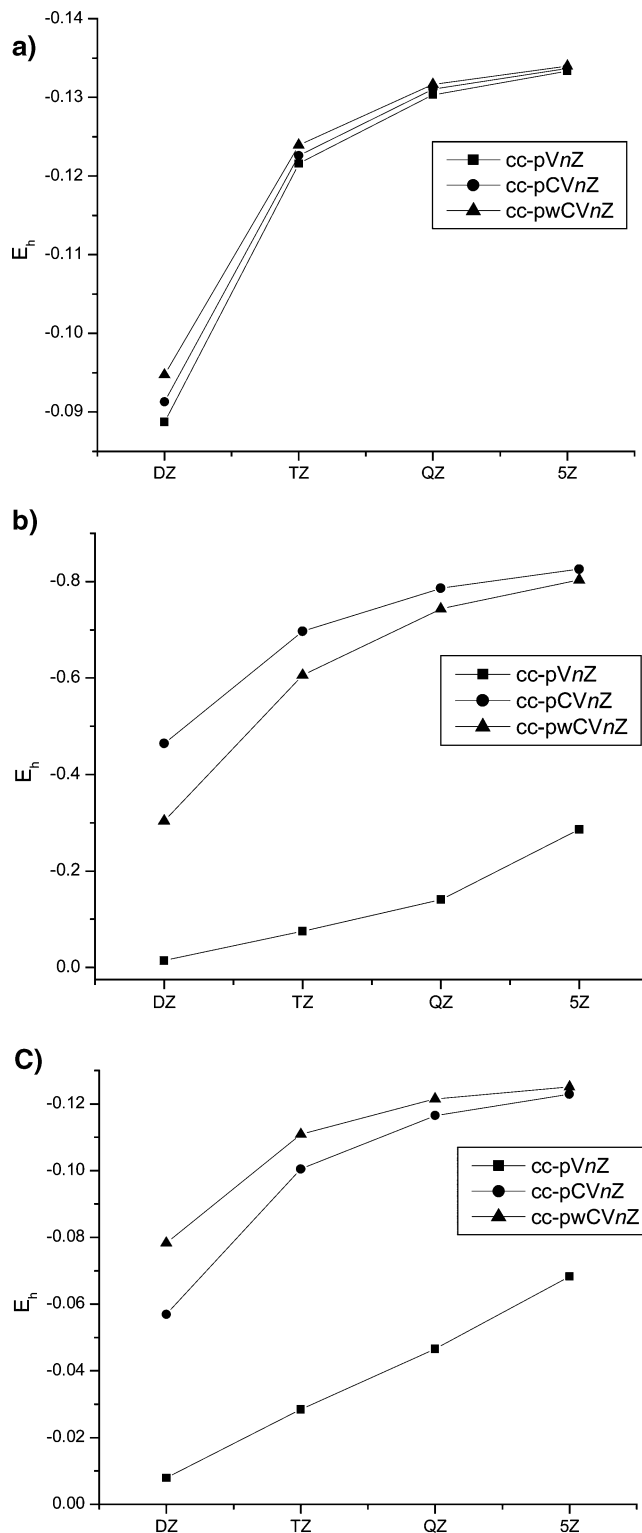 a)
-0.14
-0.13
-0.12
-0.11
-0.10
-0.09
E_h
cc-pVnZ
cc-pCVnZ
cc-pwCVnZ
DZ TZ QZ 5Z
b)
-0.8
-0.6
-0.4
-0.2
0.0
E_h
cc-pVnZ
cc-pCVnZ
cc-pwCVnZ
DZ TZ QZ 5Z
C)
-0.12
-0.10
-0.08
-0.06
-0.04
-0.02
0.00
E_h
cc-pVnZ
cc-pCVnZ
cc-pwCVnZ
DZ TZ QZ 5Z